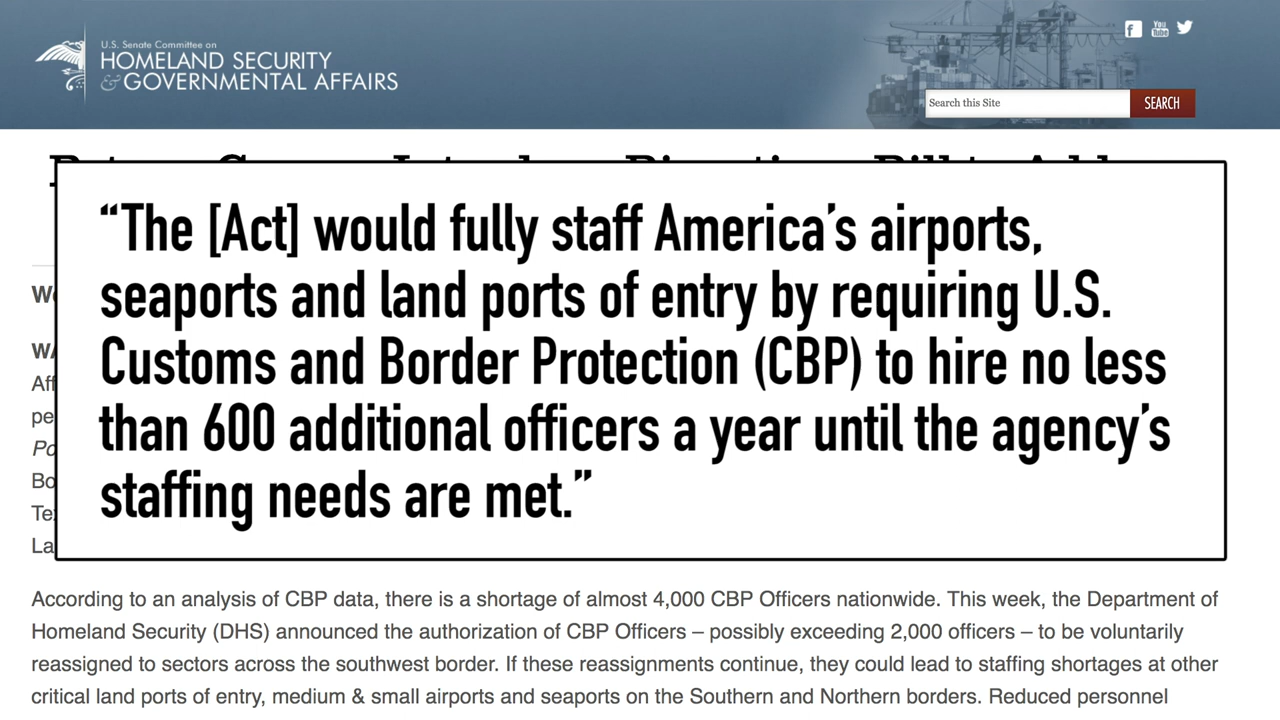 U.S. Senate Committee on
HOMELAND SECURITY
& GOVERNMENTAL AFFAIRS
f
You Tube
Search this Site
SEARCH
“The [Act] would fully staff America’s airports,
seaports and land ports of entry by requiring U.S.
Customs and Border Protection (CBP) to hire no less
than 600 additional officers a year until the agency’s
staffing needs are met.”
According to an analysis of CBP data, there is a shortage of almost 4,000 CBP Officers nationwide. This week, the Department of
Homeland Security (DHS) announced the authorization of CBP Officers – possibly exceeding 2,000 officers – to be voluntarily
reassigned to sectors across the southwest border. If these reassignments continue, they could lead to staffing shortages at other
critical land ports of entry, medium & small airports and seaports on the Southern and Northern borders. Reduced personnel